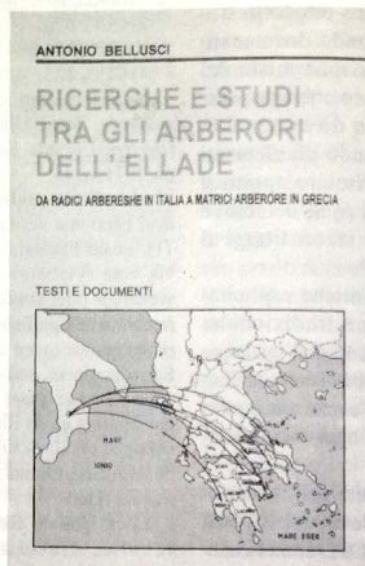 ANTONIO BELLUSCI
RICERCHE E STUDI
TRA GLI ARBERORI
DELL' ELLADE
DA RADICI ARBERESHE IN ITALIA A MATRICI ARBERORE IN GRECIA
TESTI E DOCUMENTI
MARE
IONIO
MARE EGEO